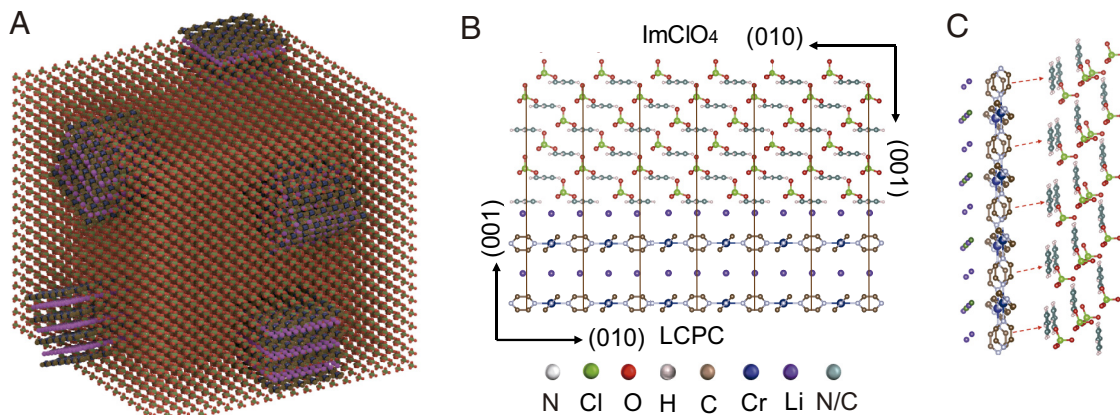 A
B
C
ImClO4 (010)
(001)
(001)
(010) LCPC
N Cl O H C Cr Li N/C